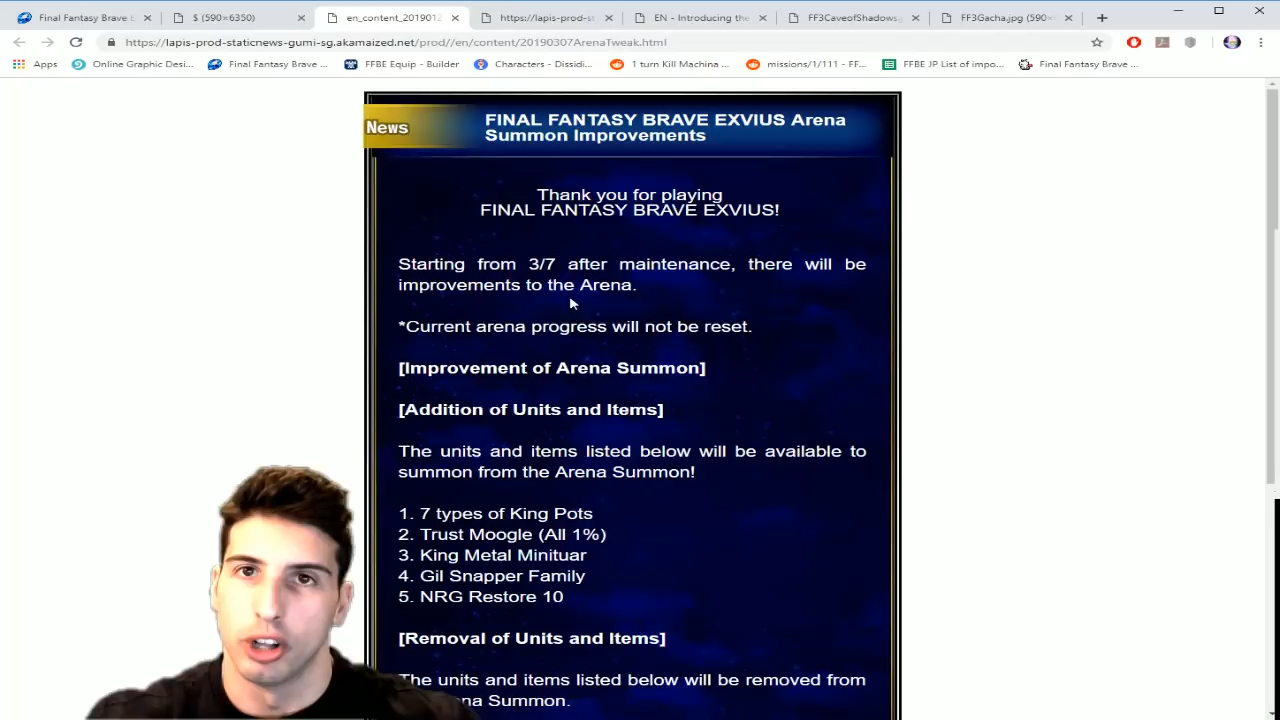 Final Fantasy Brave E
$ (590×6350)
en_content_2019012
https://lapis-prod-st
EN - Introducing the
FF3CaveofShadows
FF3Gacha.jpg (590×
https://lapis-prod-staticnews-gumi-sg.akamaized.net/prod//en/content/20190307ArenaTweak.html
Apps
Online Graphic Desi...
Final Fantasy Brave ...
FFBE Equip - Builder
Characters - Dissidi...
1 turn Kill Machina ...
missions/1/111 - FF...
FFBE JP List of impo...
Final Fantasy Brave ...
News
FINAL FANTASY BRAVE EXVIUS Arena
Summon Improvements
Thank you for playing
FINAL FANTASY BRAVE EXVIUS!
Starting from 3/7 after maintenance, there will be
improvements to the Arena.
*Current arena progress will not be reset.
[Improvement of Arena Summon]
[Addition of Units and Items]
The units and items listed below will be available to
summon from the Arena Summon!
1. 7 types of King Pots
2. Trust Moogle (All 1%)
3. King Metal Minituar
4. Gil Snapper Family
5. NRG Restore 10
[Removal of Units and Items]
The units and items listed below will be removed from
ena Summon.